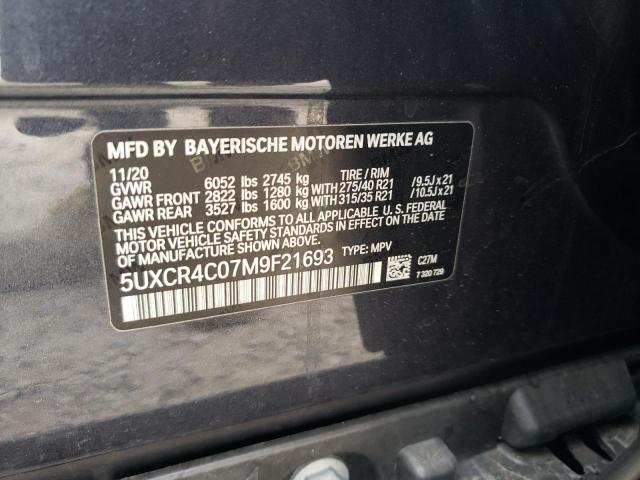 MFD BY BAYERISCHE MOTOREN WERKE AG
11/20 TIRE / RIM
GVWR 6052 lbs 2745 kg
GAWR FRONT 2822 lbs 1280 kg WITH 275/40 R21 /9.5J x 21
GAWR REAR 3527 lbs 1600 kg WITH 315/35 R21 /10.5J x 21
THIS VEHICLE CONFORMS TO ALL APPLICABLE U. S. FEDERAL
MOTOR VEHICLE SAFETY STANDARDS IN EFFECT ON THE DATE
OF MANUFACTURE SHOWN ABOVE.
5UXCR4C07M9F21693 TYPE: MPV
C27M
7 320 729